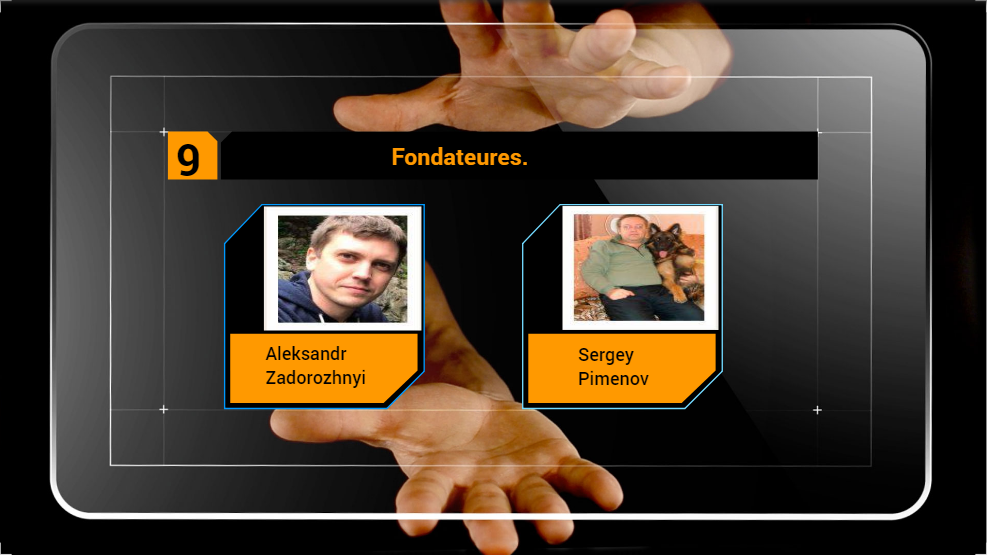 9
Fondateures.
Aleksandr
Zadorozhnyi
Sergey
Pimenov